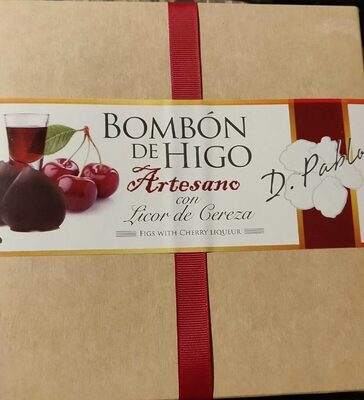 BOMBÓN
DE HIGO
Artesano
con
Licor de Cereza
FIGS WITH CHERRY LIQUEUR
D. Pablo